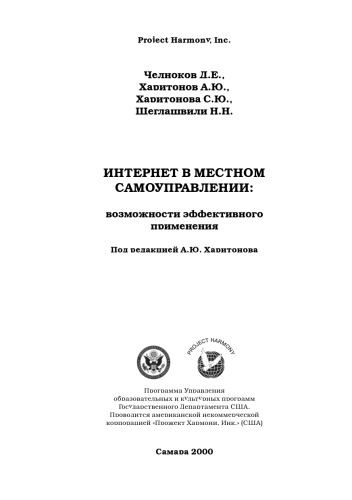 Project Harmony, Inc.
Челноков Д.Е.,
Харитонов А.Ю.,
Харитонова С.Ю.,
Шеглашвили Н.Н.
ИНТЕРНЕТ В МЕСТНОМ
САМОУПРАВЛЕНИИ:
возможности эффективного
применения
Под редакцией А.Ю. Харитонова
PROJECT HARMONY
Программа Управления
образовательных и культурных программ
Государственного Департамента США.
Проводится американской некоммерческой
корпорацией «Прожект Хармони, Инк.» (США)
Самара 2000